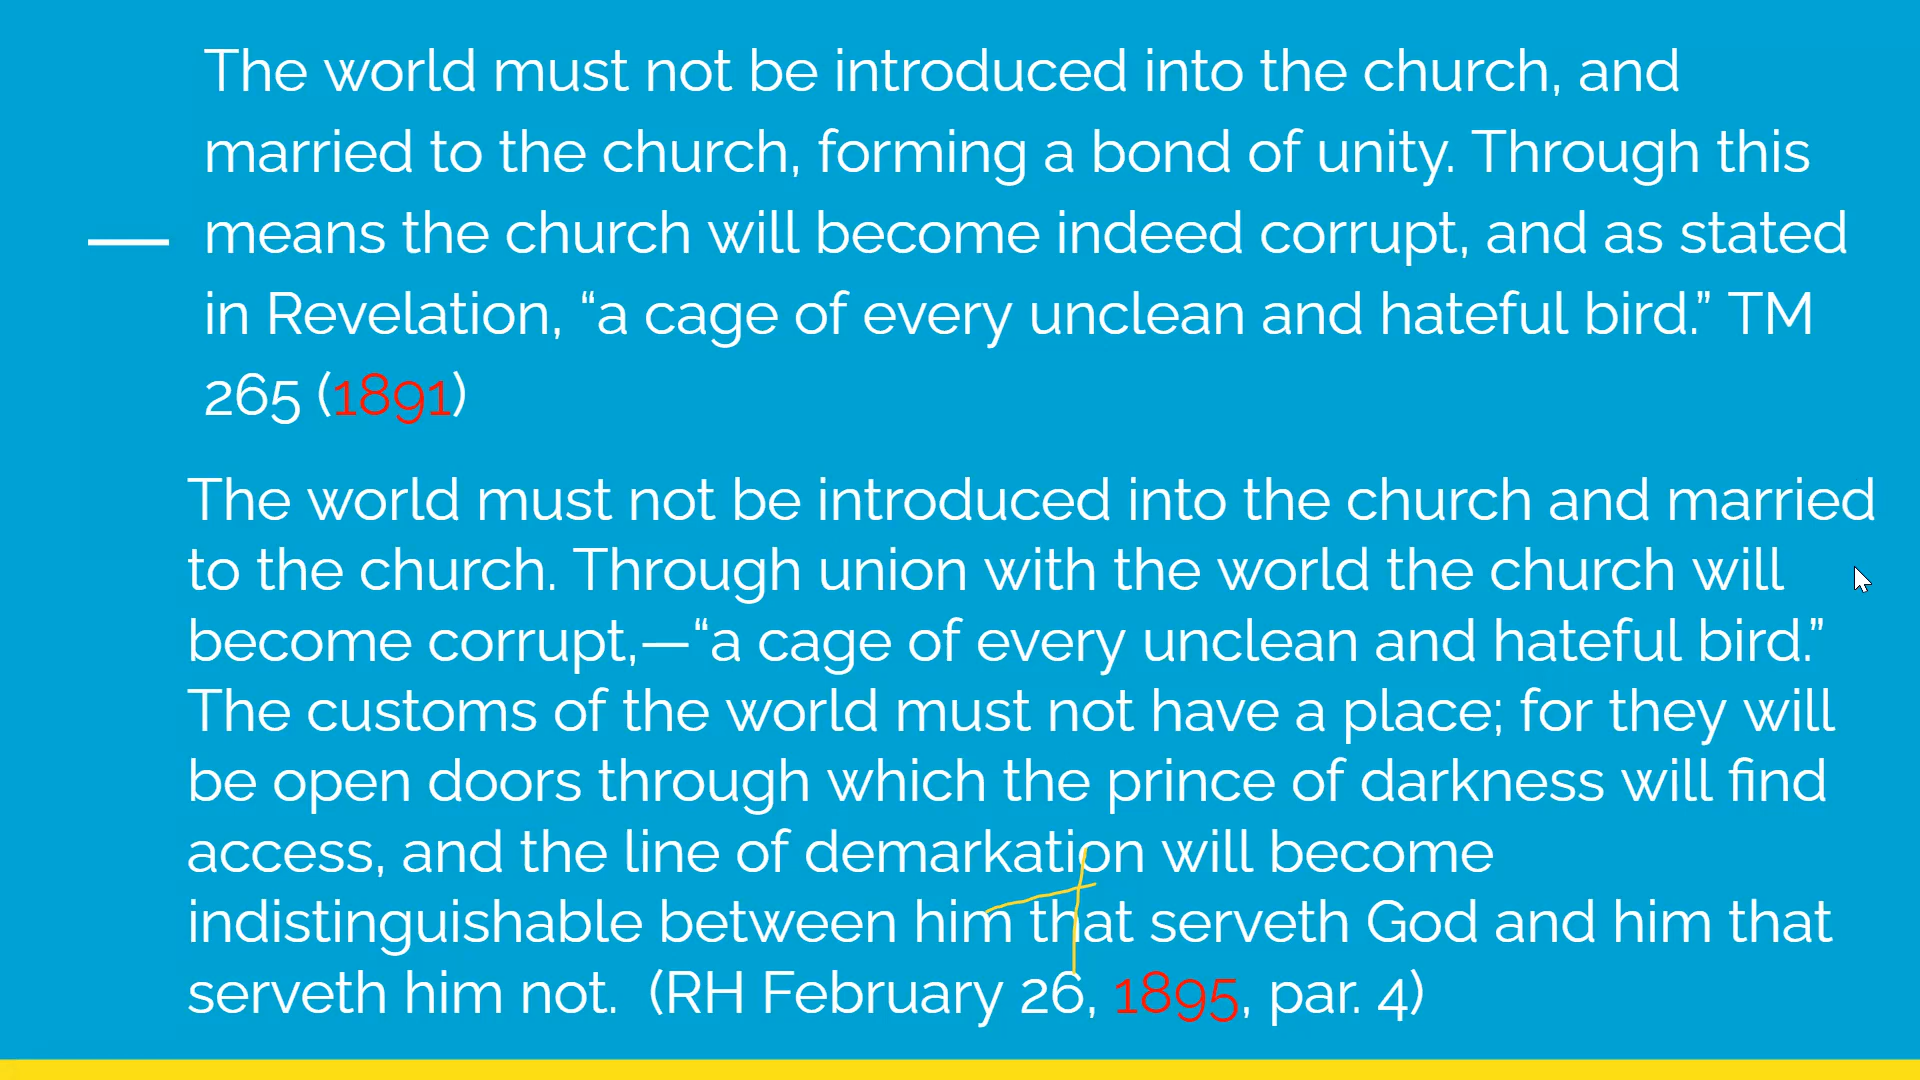 The world must not be introduced into the church, and
married to the church, forming a bond of unity. Through this
means the church will become indeed corrupt, and as stated
in Revelation, “a cage of every unclean and hateful bird.” TM
265 (1891)
The world must not be introduced into the church and married
to the church. Through union with the world the church will
become corrupt,—“a cage of every unclean and hateful bird.”
The customs of the world must not have a place; for they will
be open doors through which the prince of darkness will find
access, and the line of demarkation will become
indistinguishable between him that serveth God and him that
serveth him not.  (RH February 26, 1895, par. 4)